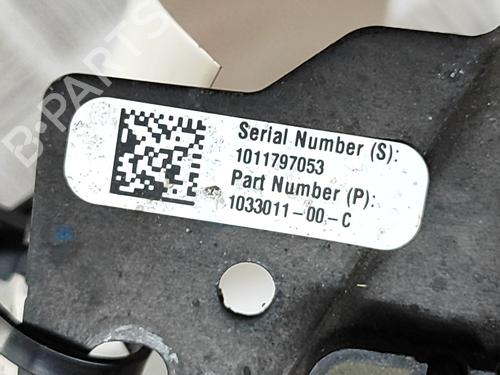 Serial Number (S):
1011797053
Part Number (P):
1033011-00-C
B-PARTS